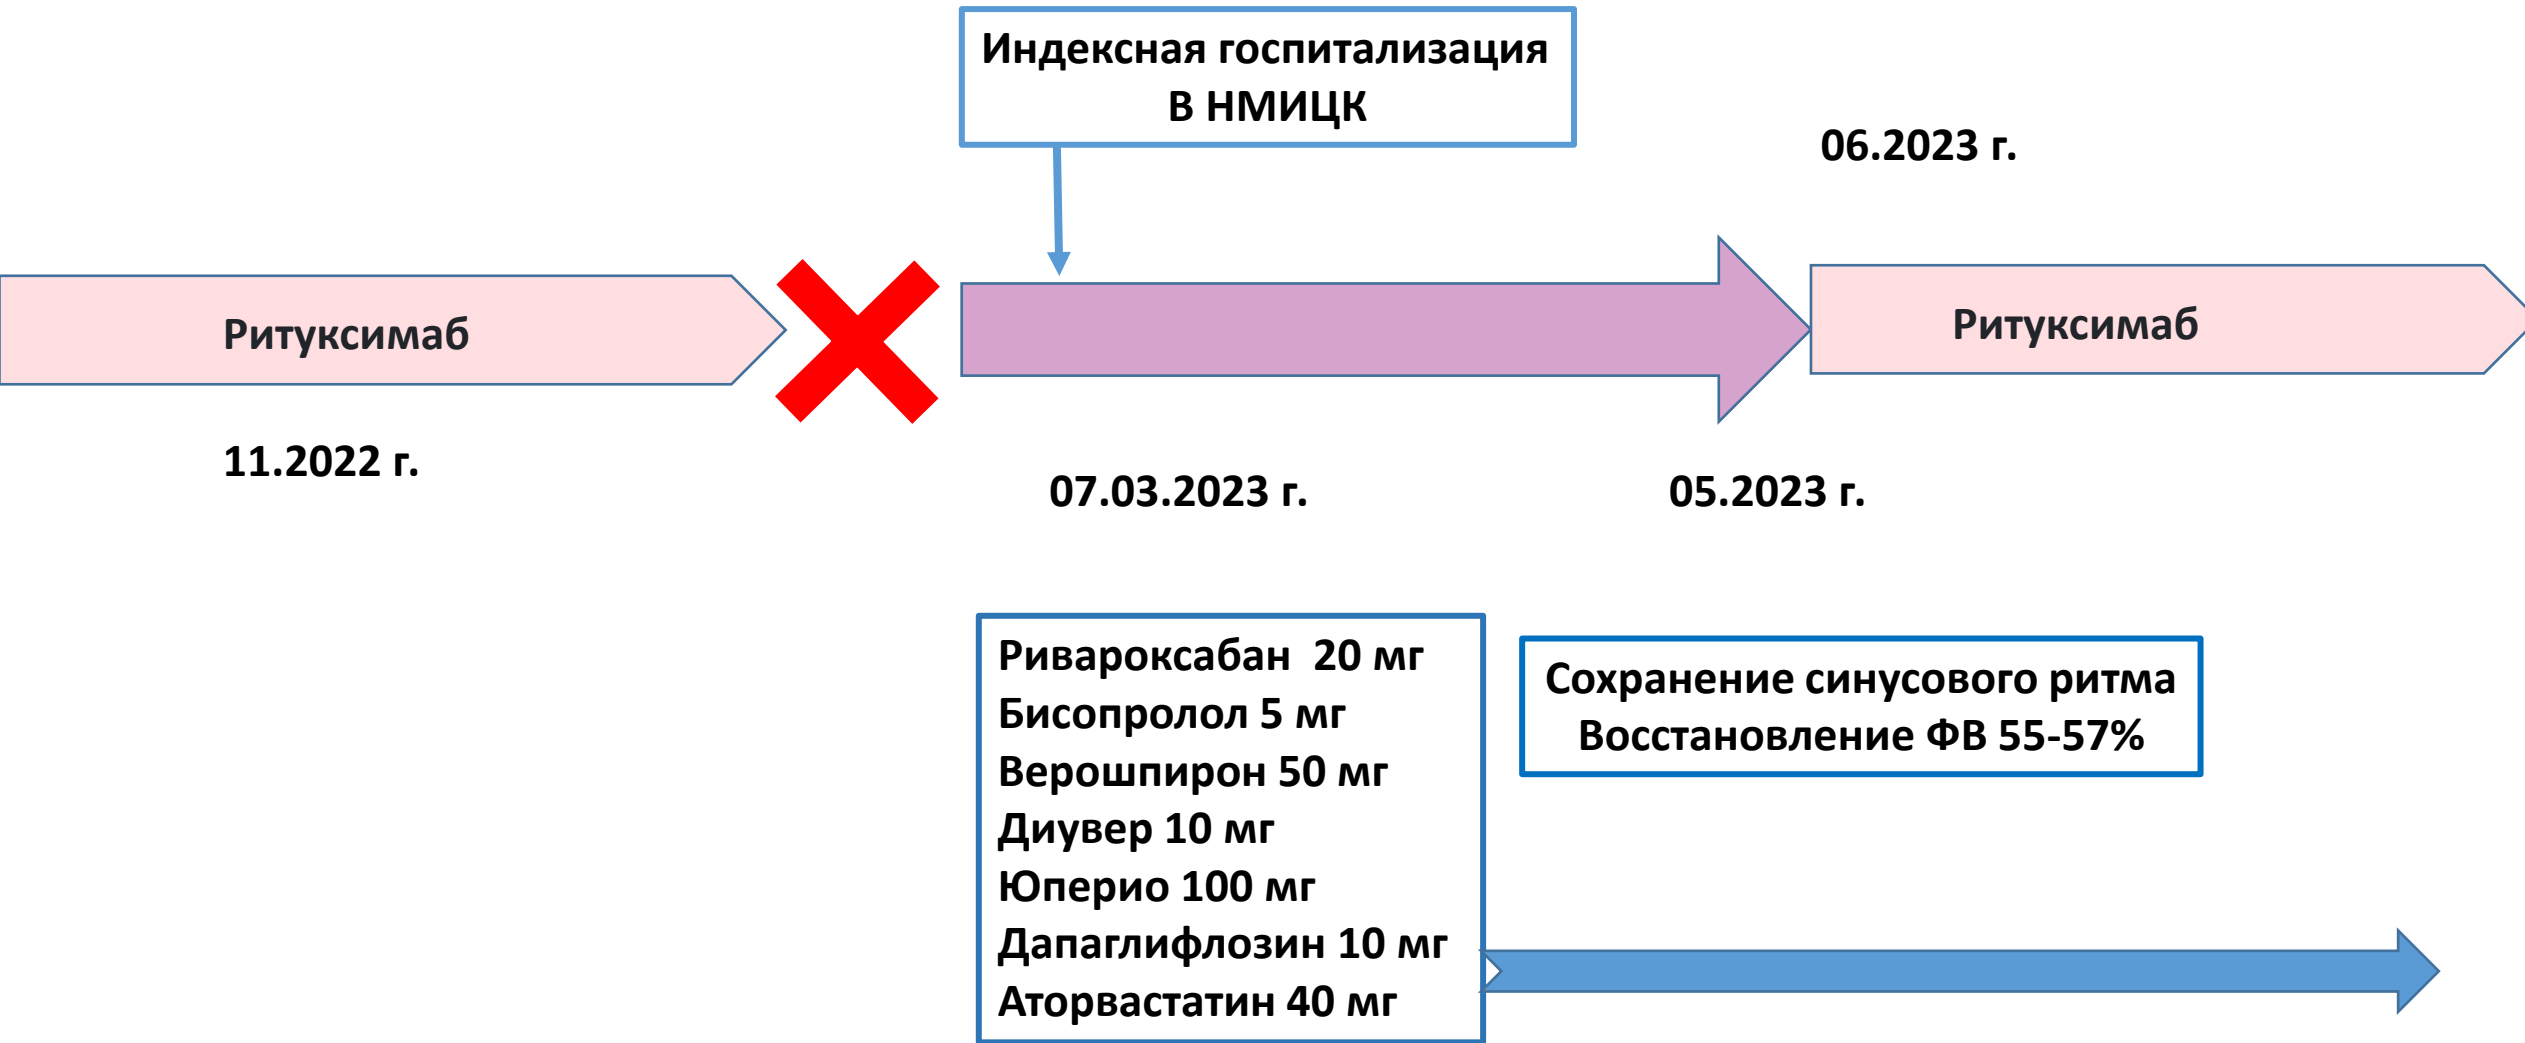 Индексная госпитализация
В НМИЦК
06.2023 г.
Ритуксимаб
Ритуксимаб
11.2022 г.
07.03.2023 г.
05.2023 г.
Ривароксабан 20 мг
Бисопролол 5 мг
Верошпирон 50 мг
Диувер 10 мг
Юперио 100 мг
Дапаглифлозин 10 мг
Аторвастатин 40 мг
Сохранение синусового ритма
Восстановление ФВ 55-57%